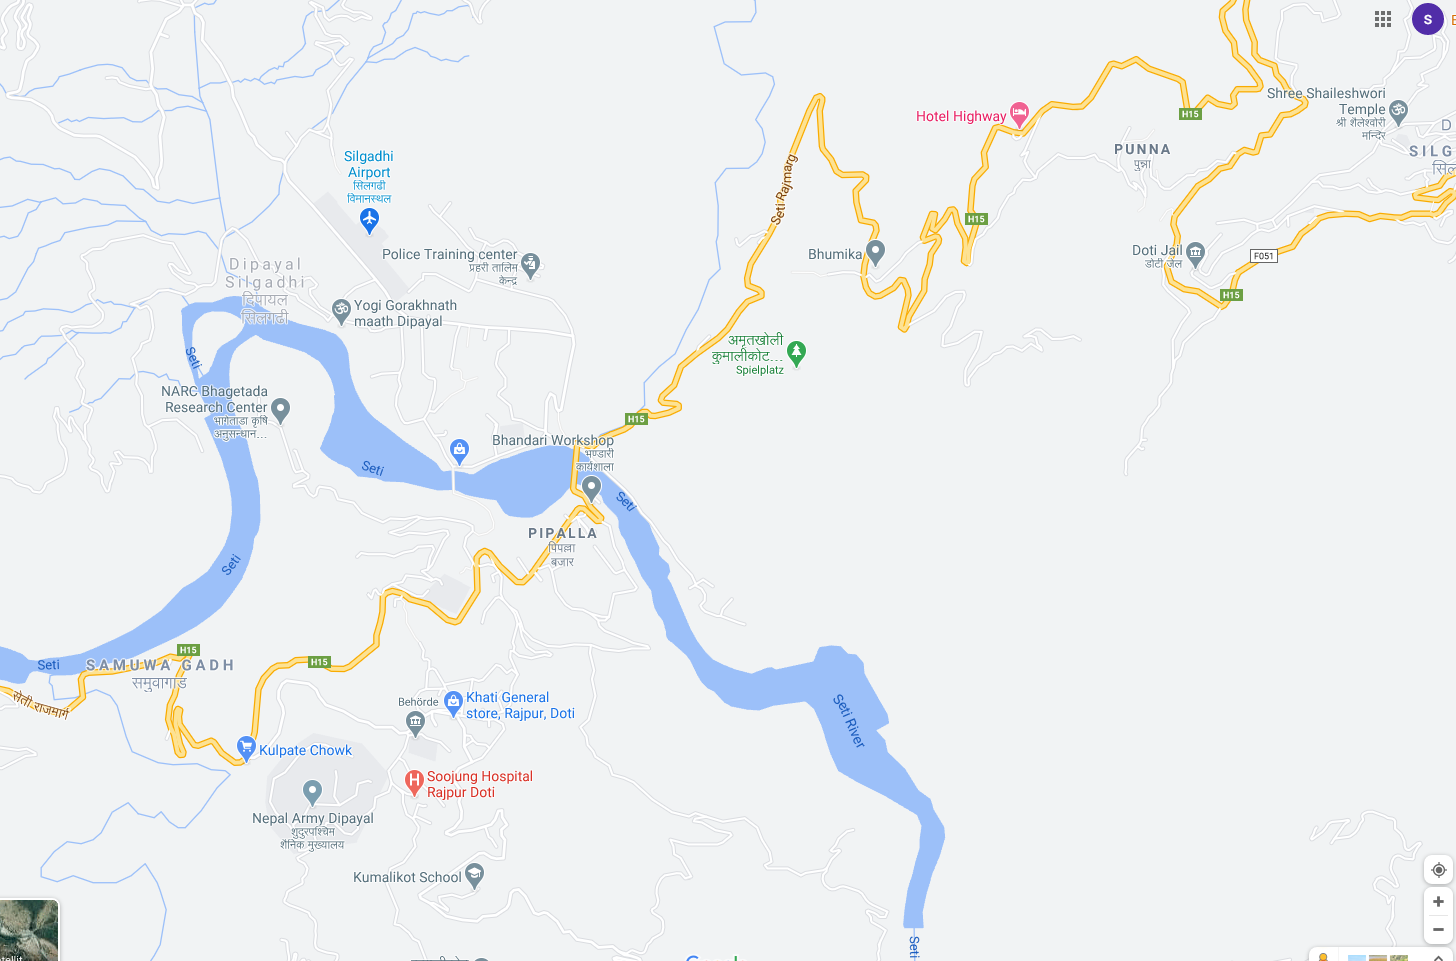 S
Hotel Highway
H15
Shree Shaileshwori
Temple
श्री शैलेश्वोरी
मन्दिर
PUNNA
पुन्ना
SILG
Silgadhi
Airport
सिलगढी
विमानस्थल
Seti Rajmarg
H15
Police Training center
प्रहरी तालिम
केन्द्र
Bhumika
Doti Jail
डोटी जेल
F051
Dipayal
Silgadhi
दिपायल
सिलगढी
H15
Yogi Gorakhnath
maath Dipayal
Seti
अमृतखोली
कुमालीकोट...
Spielplatz
NARC Bhagetada
Research Center
भागेताडा कृषि
अनुसन्धान...
H15
Bhandari Workshop
भण्डारी
कार्यशाला
Seti
Seti
PIPALLA
पिपल्ला
बजार
Seti
H15
H15
Seti
SAMUWA GADH
समुवागाड
सेती राजमार्ग
Behörde
Khati General
store, Rajpur, Doti
Seti River
Kulpate Chowk
Soojung Hospital
Rajpur Doti
Nepal Army Dipayal
शुदुरपश्चिम
शैनिक मुख्यालय
Kumalikot School
Seti